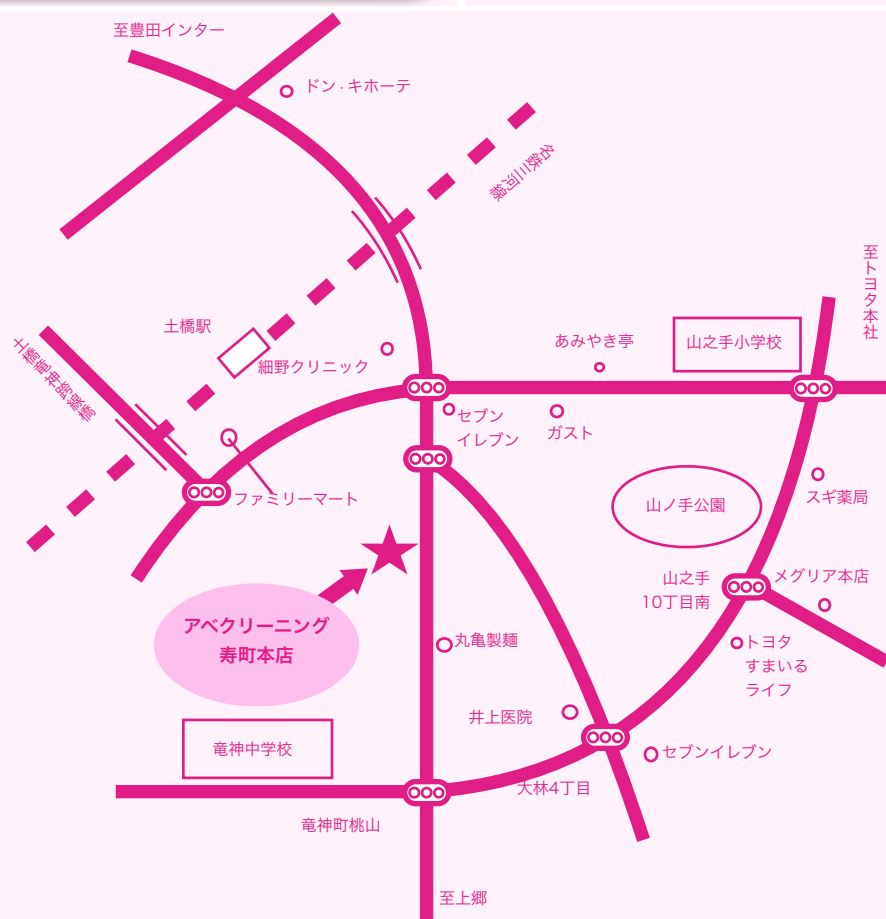 至豊田インター
ドン・キホーテ
名鉄三河線
至トヨタ本社
土橋駅
土橋竜神跨線橋
細野クリニック
あみやき亭
山之手小学校
セブン
イレブン
ガスト
ファミリーマート
山ノ手公園
スギ薬局
山之手
10丁目南
メグリア本店
アベクリーニング
寿町本店
丸亀製麺
トヨタ
すまいる
ライフ
井上医院
竜神中学校
セブンイレブン
大林4丁目
竜神町桃山
至上郷